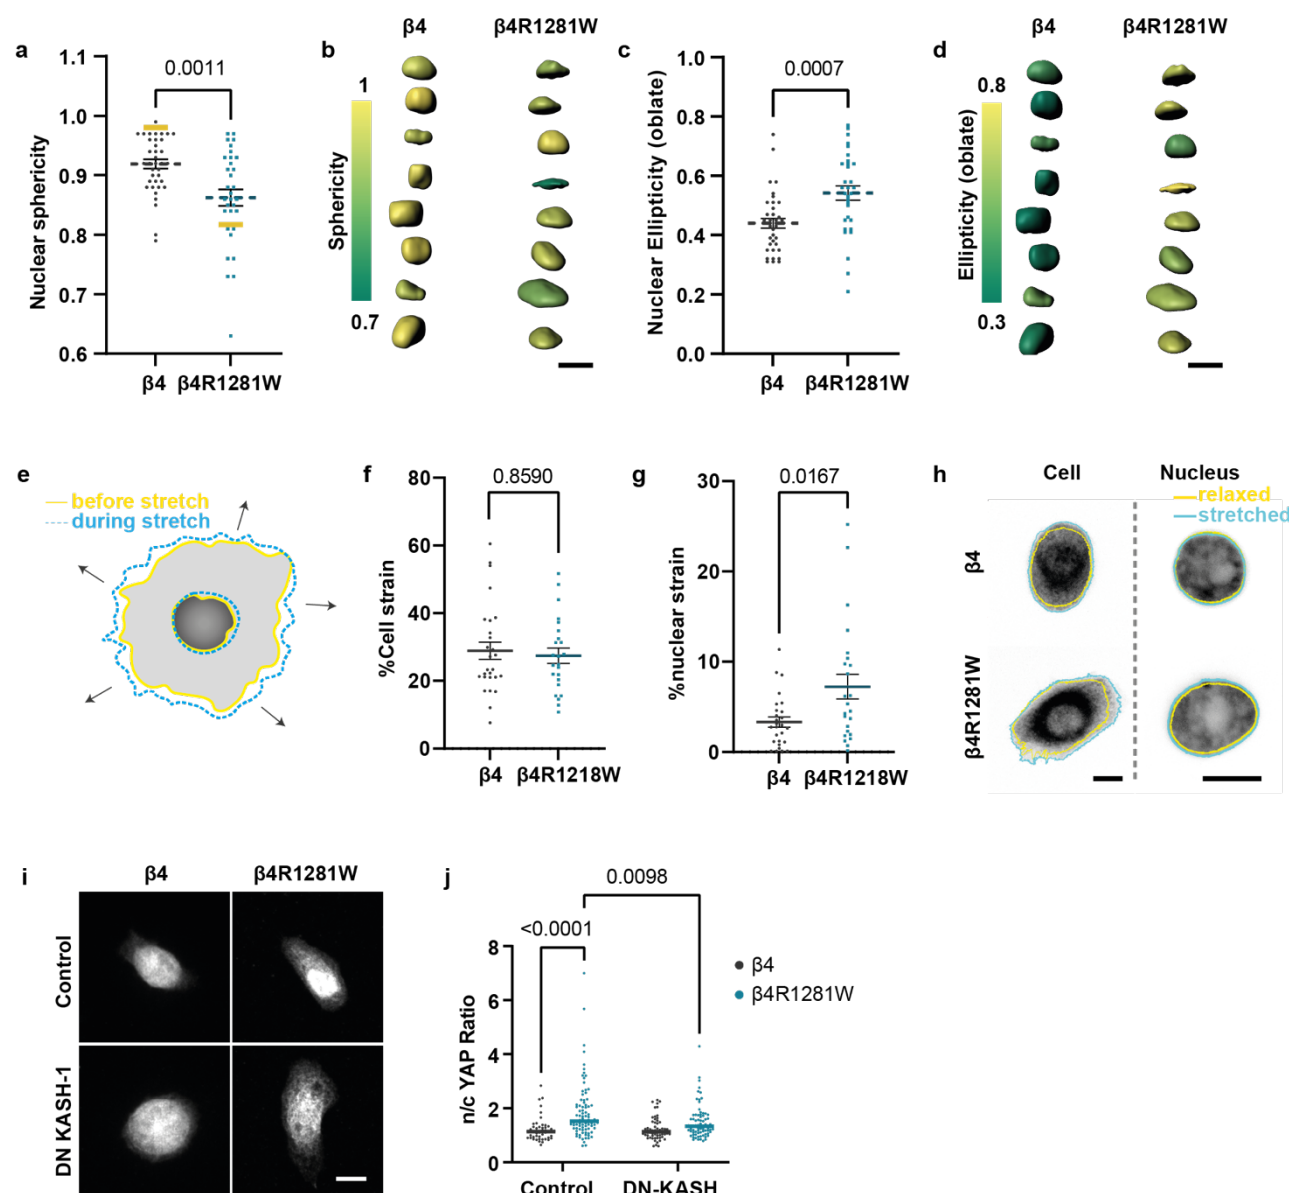 a
Nuclear sphericity
1.1
1.0
0.9
0.8
0.7
0.6
0.0011
β4
β4R1281W
b
β4
β4R1281W
Sphericity
1
0.7
c
Nuclear Ellipticity (oblate)
1.0
0.8
0.6
0.4
0.2
0.0
0.0007
β4
β4R1281W
d
β4
β4R1281W
Ellipticity (oblate)
0.8
0.3
e
before stretch
during stretch
f
%Cell strain
80
60
40
20
0
0.8590
β4
β4R1218W
g
%nuclear strain
30
20
10
0
0.0167
β4
β4R1218W
h
Cell
Nucleus
relaxed
stretched
β4
β4R1281W
i
β4
β4R1281W
Control
DN KASH-1
j
n/c YAP Ratio
8
6
4
2
0
<0.0001
0.0098
β4
β4R1281W
Control
DN-KASH